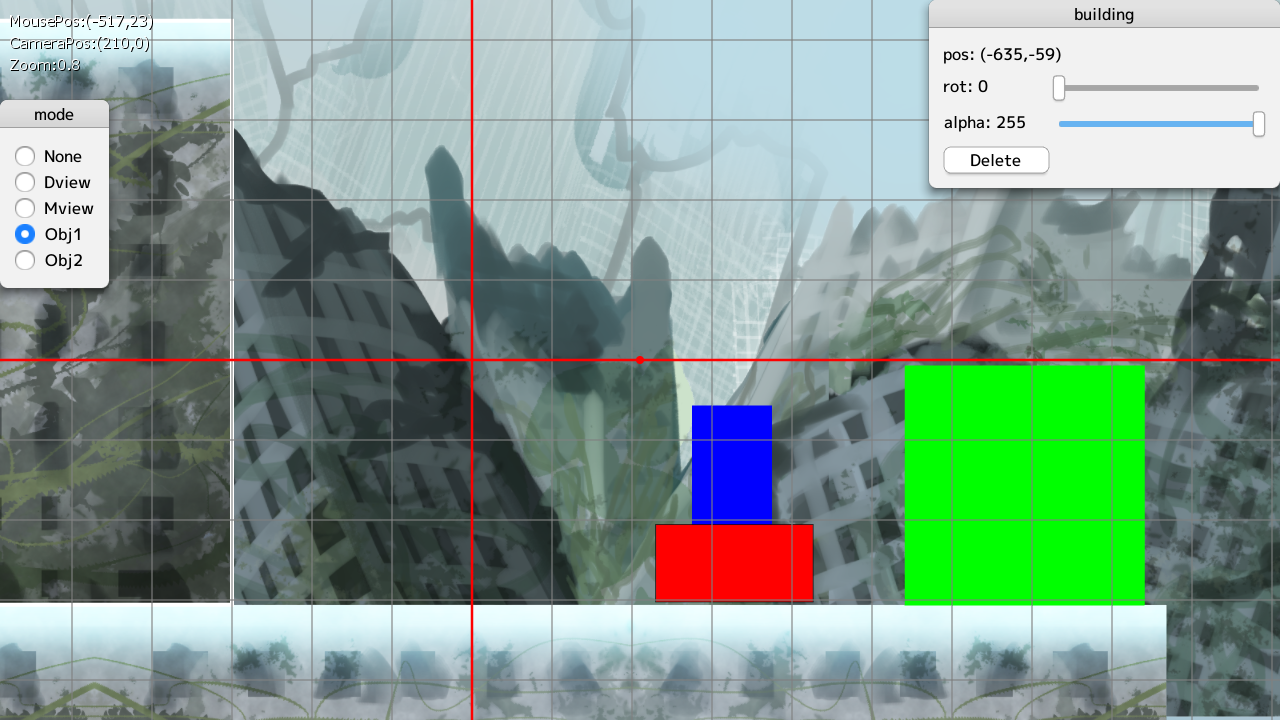 MousePos:(-517,23)
CameraPos:(210,0)
Zoom:0.8
mode
None
Dview
Mview
Obj1
Obj2
building
pos: (-635,-59)
rot: 0
alpha: 255
Delete